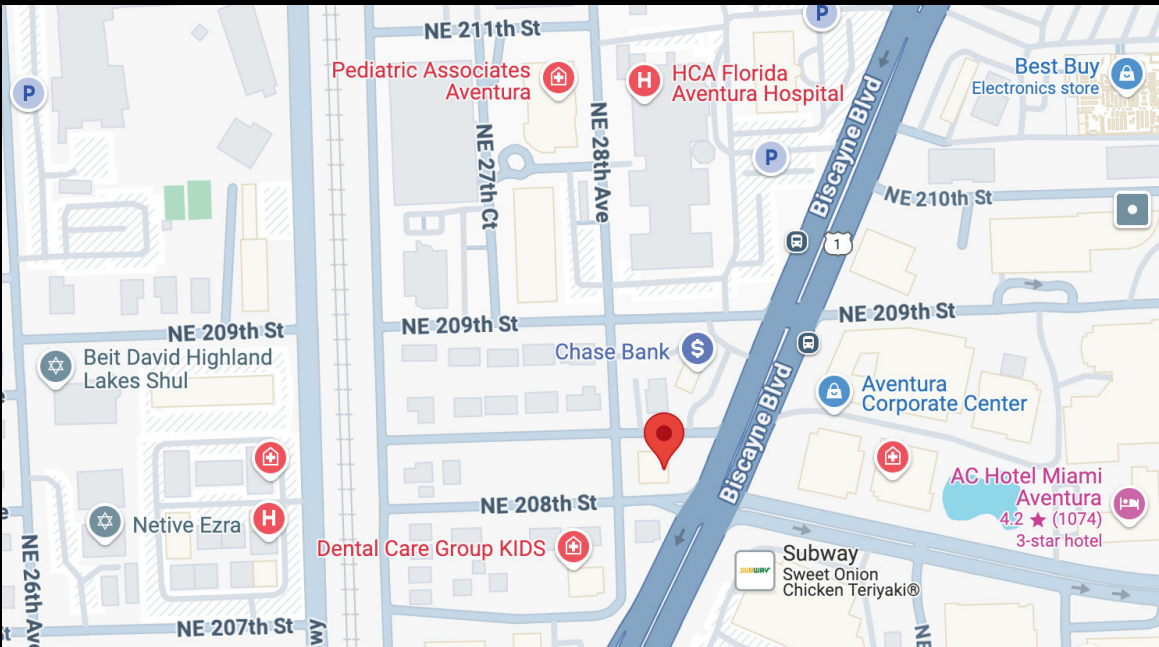 P
NE 211th St
Pediatric Associates
Aventura
H
HCA Florida
Aventura Hospital
Best Buy
Electronics store
P
Biscayne Blvd
NE 27th Ct
NE 28th Ave
P
NE 210th St
1
NE 209th St
NE 209th St
NE 209th St
Chase Bank
$
Beit David Highland
Lakes Shul
Aventura
Corporate Center
Biscayne Blvd
AC Hotel Miami
Aventura
4.2 ★ (1074)
3-star hotel
NE 208th St
Netive Ezra
H
Dental Care Group KIDS
SUBWAY
Subway
Sweet Onion
Chicken Teriyaki®
NE 26th Av
NE 207th St
wy
NE